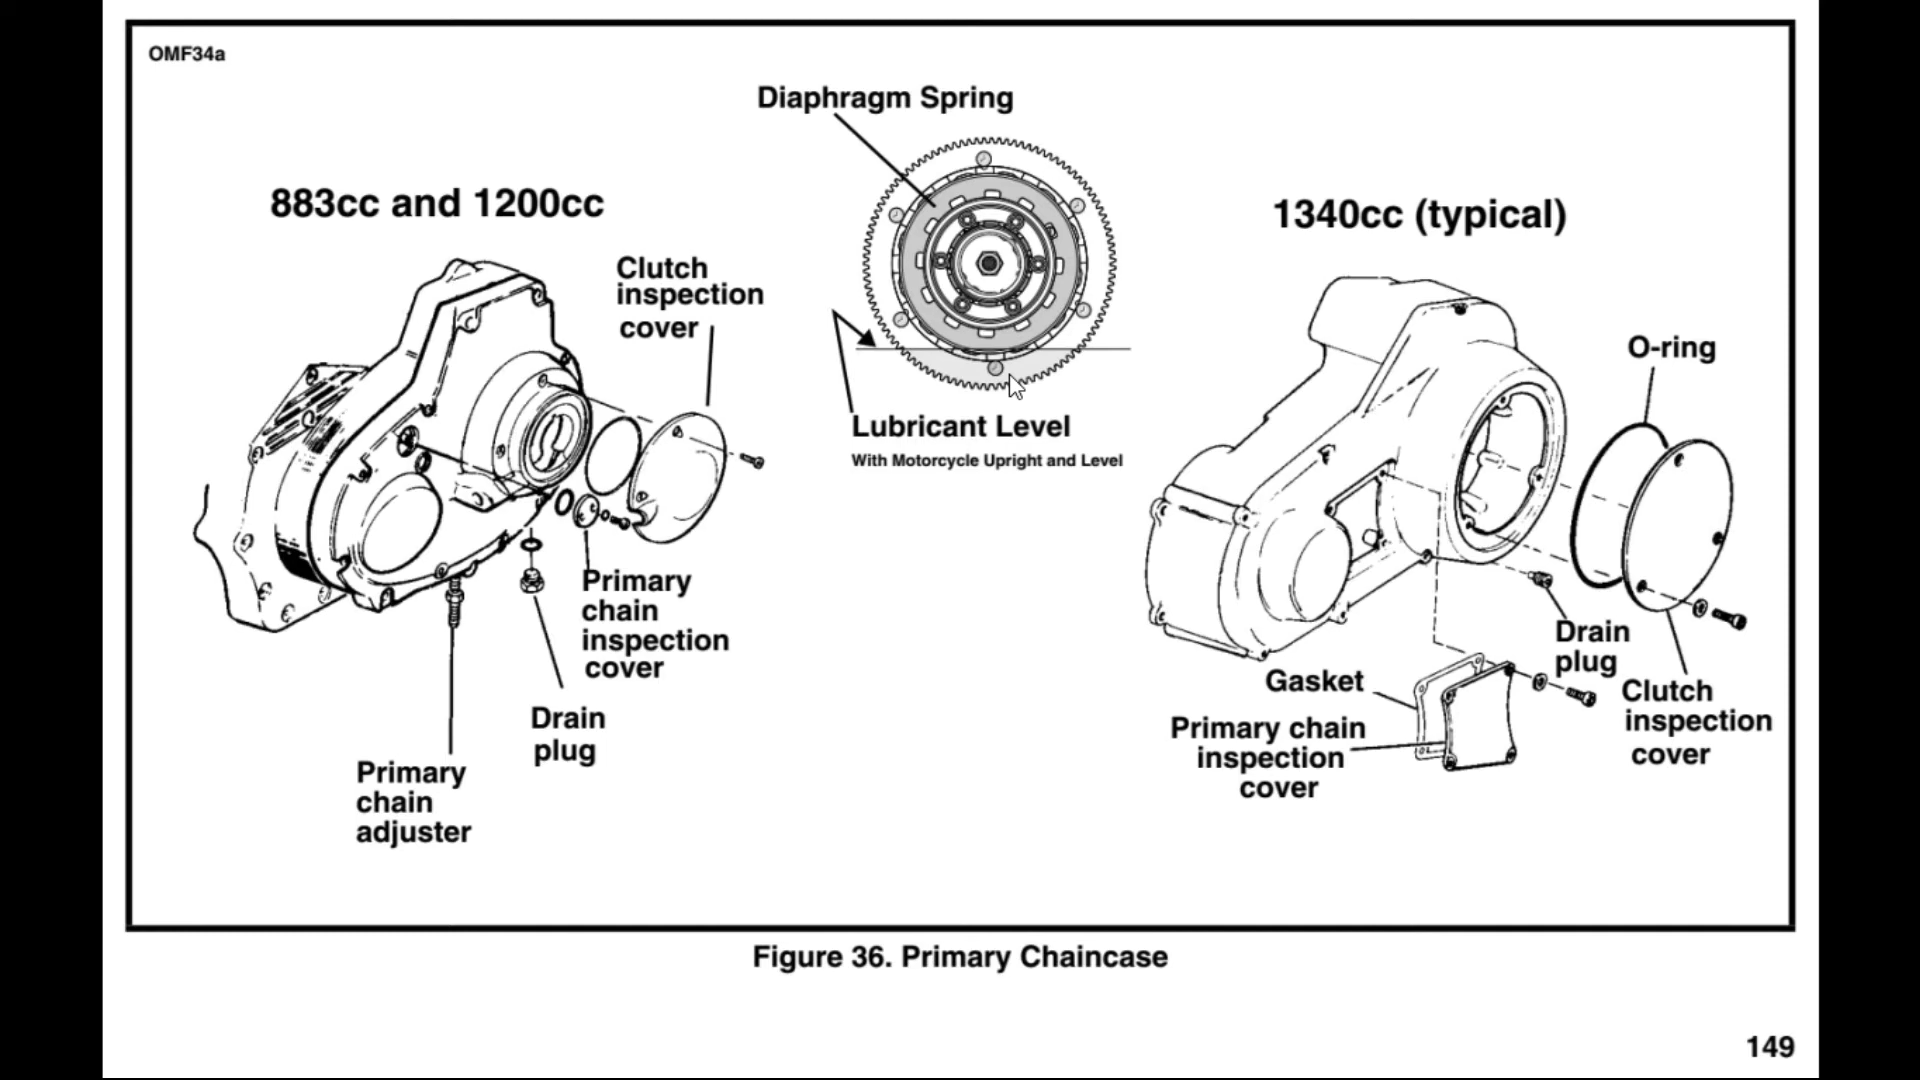 OMF34a
Diaphragm Spring
883cc and 1200cc
1340cc (typical)
Clutch
inspection
cover
O-ring
Lubricant Level
With Motorcycle Upright and Level
Primary
chain
inspection
cover
Drain
plug
Primary
chain
adjuster
Drain
plug
Gasket
Clutch
inspection
cover
Primary chain
inspection
cover
Figure 36. Primary Chaincase
149